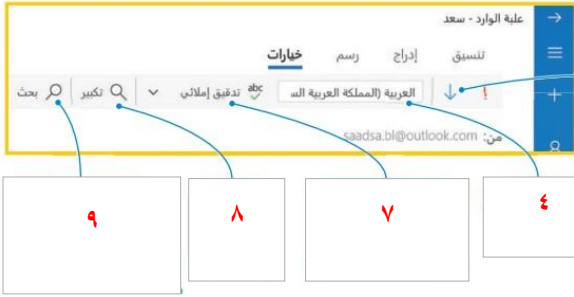 علبة الوارد - سعد
تنسيق إدراج رسم خيارات
! العربية (المملكة العربية الس abc تدقيق إملائي تكبير بحث
من: saadsa.bl@outlook.com
٤ ٧ ٨ ٩